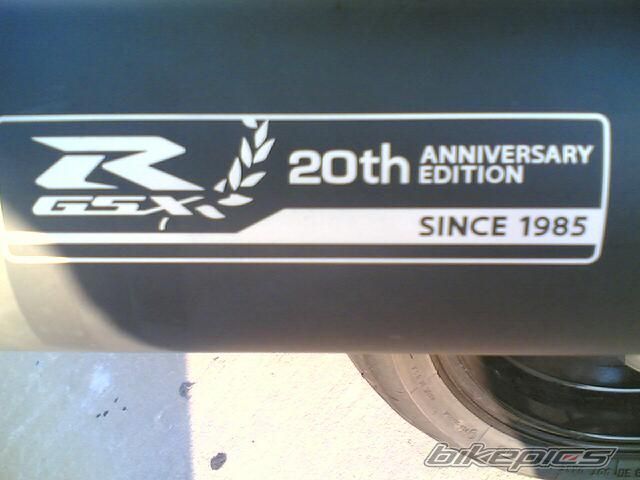 R
GSX
20th ANNIVERSARY
EDITION
SINCE 1985
bikepics